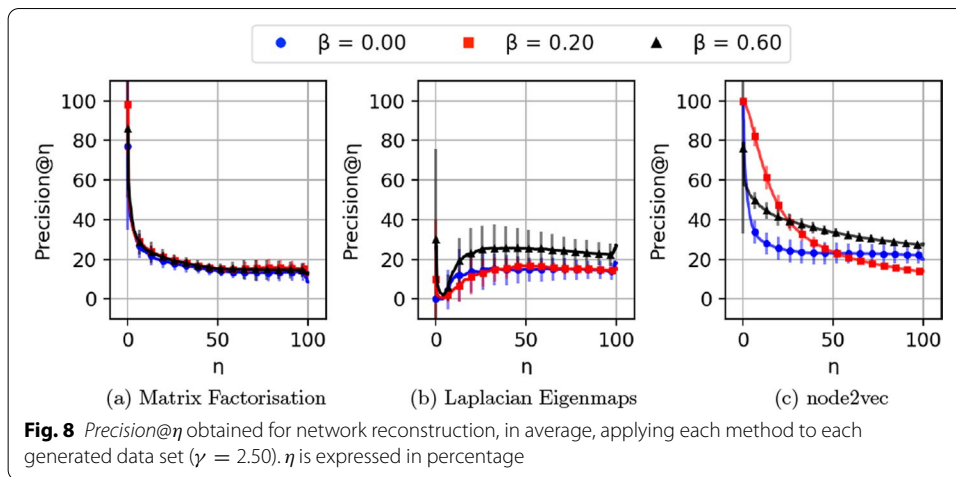 β = 0.00 β = 0.20 β = 0.60
Precision@η
100
80
60
40
20
0
0 50 100
η
(a) Matrix Factorisation
Precision@η
100
80
60
40
20
0
0 50 100
η
(b) Laplacian Eigenmaps
Precision@η
100
80
60
40
20
0
0 50 100
η
(c) node2vec
Fig. 8 Precision@η obtained for network reconstruction, in average, applying each method to each
generated data set (γ = 2.50). η is expressed in percentage